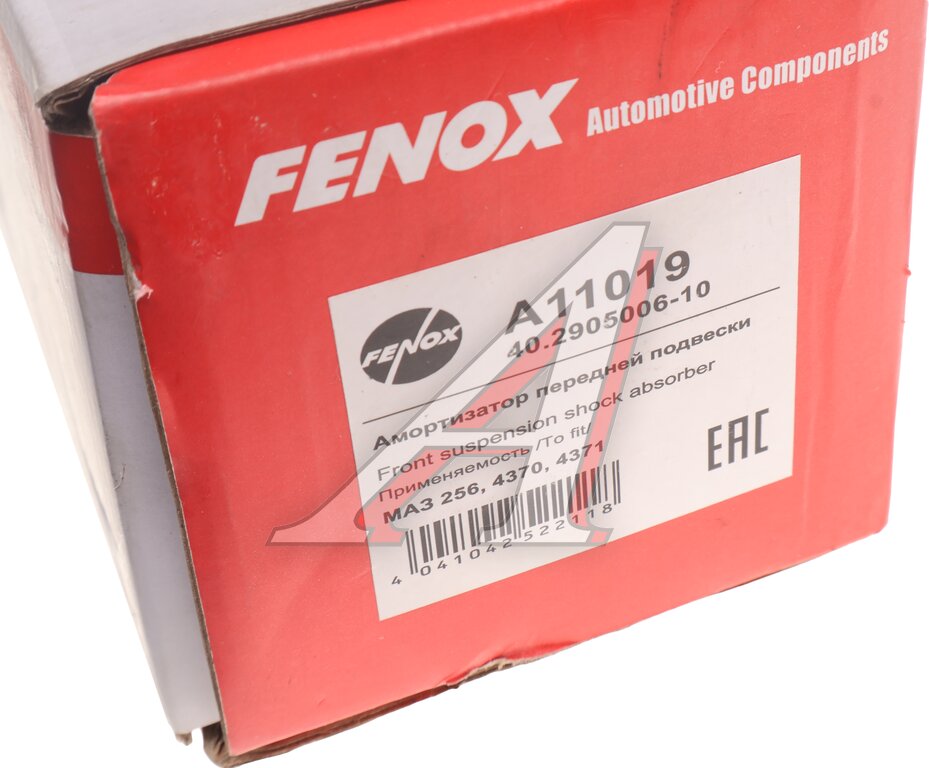 FENOX Automotive Components
FENOX
A11019
40.2905006-10
Амортизатор передней подвески
Front suspension shock absorber
Применяемость /To fit/
МАЗ 256, 4370, 4371
4 041042 522118
EAC